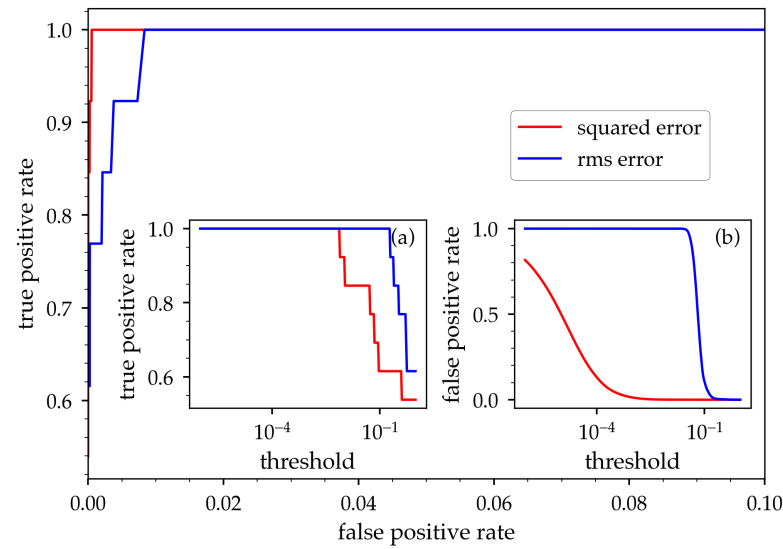 1.0
0.9
0.8
0.7
0.6
true positive rate
0.00
0.02
0.04
0.06
0.08
0.10
false positive rate
squared error
rms error
(a)
1.0
0.8
0.6
true positive rate
10⁻⁴
10⁻¹
threshold
(b)
1.0
0.5
0.0
false positive rate
10⁻⁴
10⁻¹
threshold